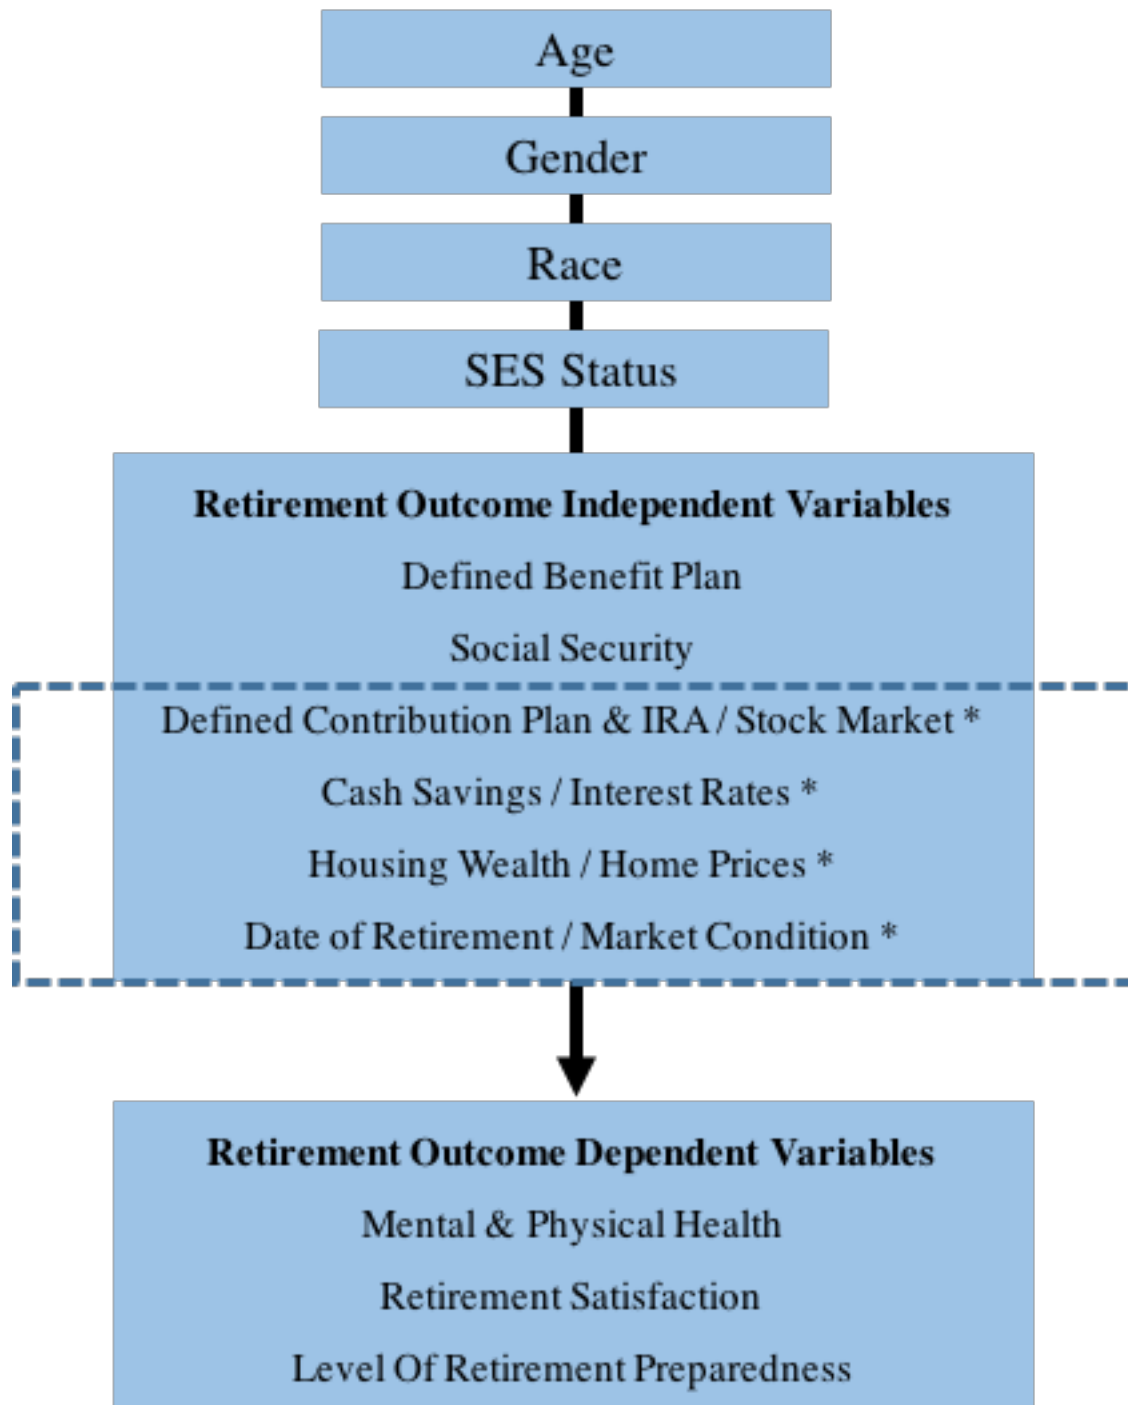 Age
Gender
Race
SES Status
Retirement Outcome Independent Variables
Defined Benefit Plan
Social Security
Defined Contribution Plan & IRA / Stock Market *
Cash Savings / Interest Rates *
Housing Wealth / Home Prices *
Date of Retirement / Market Condition *
Retirement Outcome Dependent Variables
Mental & Physical Health
Retirement Satisfaction
Level Of Retirement Preparedness